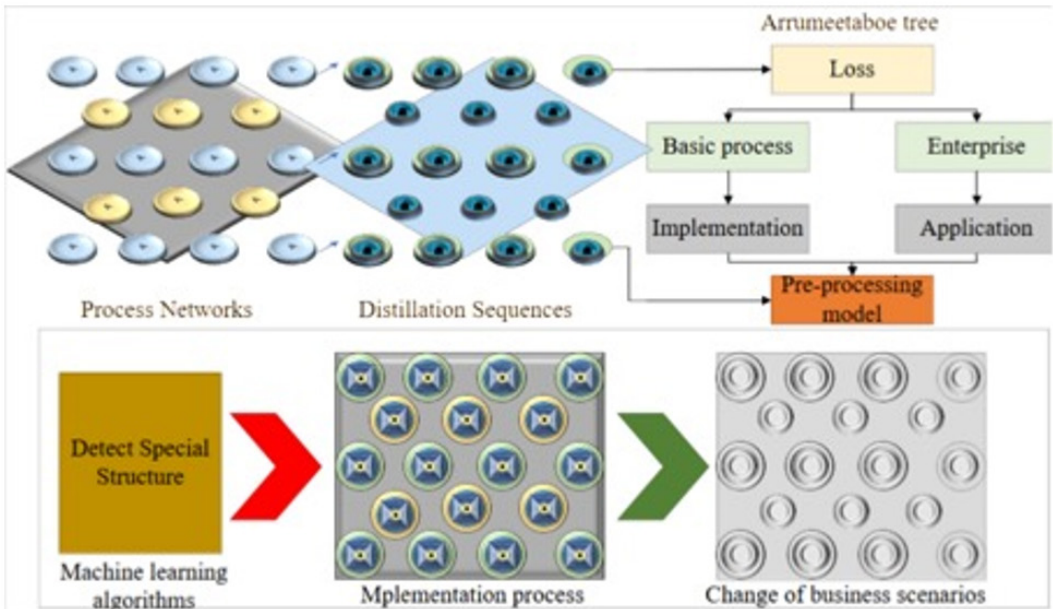 Arrumeetaboe tree
Loss
Basic process
Enterprise
Implementation
Application
Pre-processing
model
Process Networks
Distillation Sequences
Detect Special
Structure
Machine learning
algorithms
Mplementation process
Change of business scenarios